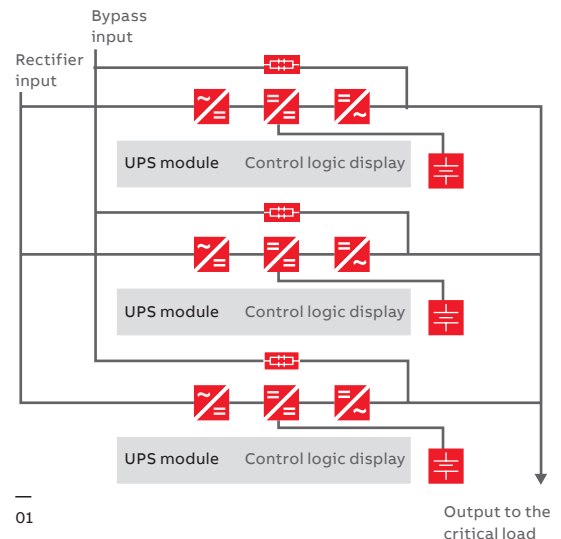 Bypass
input
Rectifier
input
UPS module Control logic display
UPS module Control logic display
UPS module Control logic display
01
Output to the
critical load